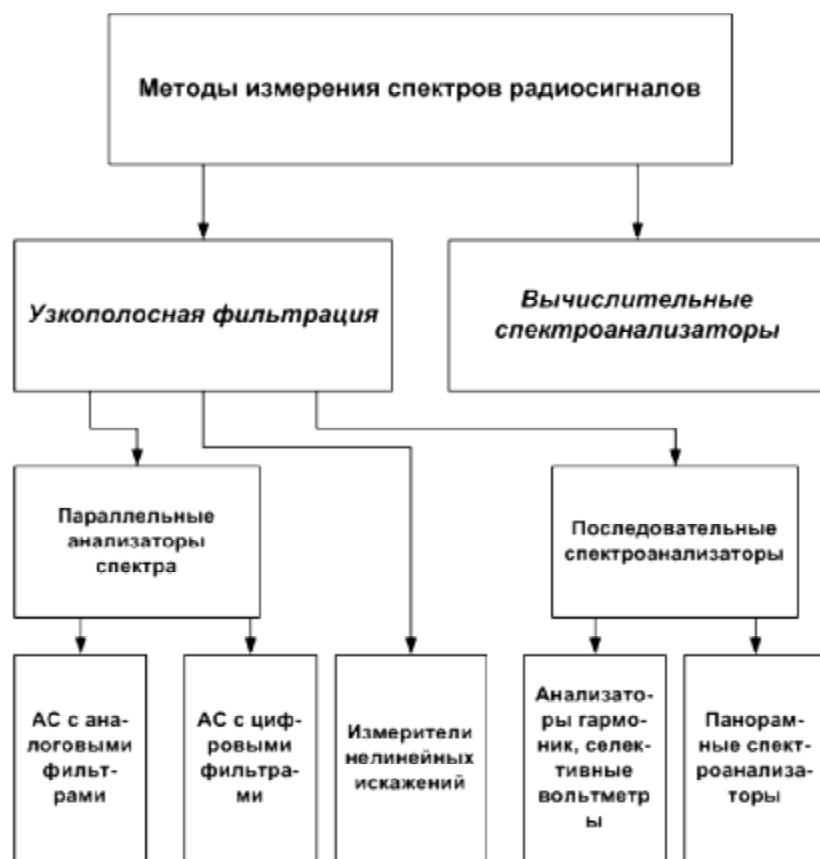 Методы измерения спектров радиосигналов
Узкополосная фильтрация
Вычислительные
спектроанализаторы
Параллельные
анализаторы
спектра
Последовательные
спектроанализаторы
АС с ана-
логовыми
фильт-
рами
АС с циф-
ровыми
фильтра-
ми
Измерители
нелинейных
искажений
Анализато-
ры гармо-
ник, селек-
тивные
вольтметр
ы
Панорам-
ные спект-
роанализа-
торы